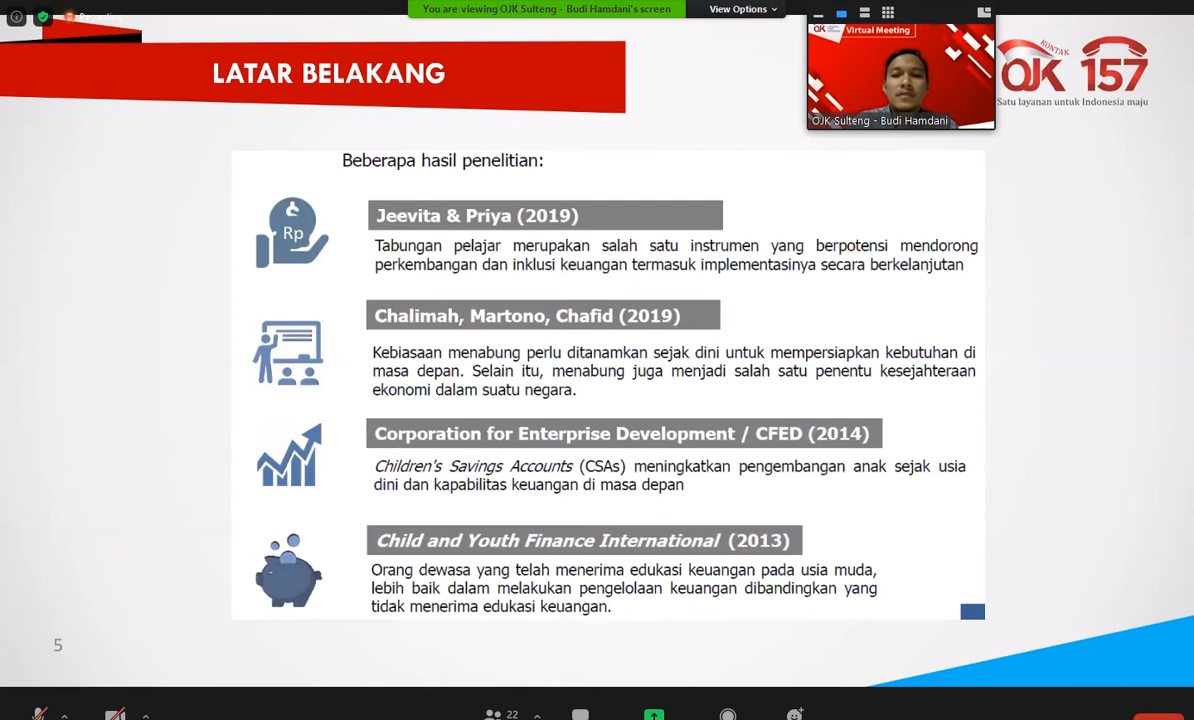 Recording
You are viewing OJK Sulteng - Budi Hamdani's screen
View Options
LATAR BELAKANG
OJK
Virtual Meeting
OJK Sulteng - Budi Hamdani
KONTAK
OJK 157
Satu layanan untuk Indonesia maju
Beberapa hasil penelitian:
Rp
Jeevita & Priya (2019)
Tabungan pelajar merupakan salah satu instrumen yang berpotensi mendorong
perkembangan dan inklusi keuangan termasuk implementasinya secara berkelanjutan
Chalimah, Martono, Chafid (2019)
Kebiasaan menabung perlu ditanamkan sejak dini untuk mempersiapkan kebutuhan di
masa depan. Selain itu, menabung juga menjadi salah satu penentu kesejahteraan
ekonomi dalam suatu negara.
Corporation for Enterprise Development / CFED (2014)
Children's Savings Accounts (CSAs) meningkatkan pengembangan anak sejak usia
dini dan kapabilitas keuangan di masa depan
Child and Youth Finance International (2013)
Orang dewasa yang telah menerima edukasi keuangan pada usia muda,
lebih baik dalam melakukan pengelolaan keuangan dibandingkan yang
tidak menerima edukasi keuangan.
5
22